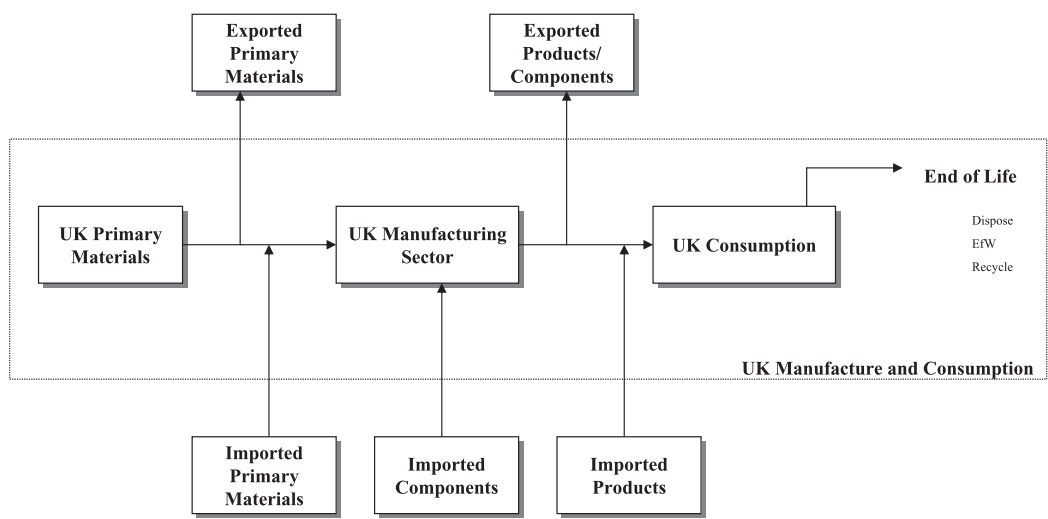 Exported
Primary
Materials
Exported
Products/
Components
UK Primary
Materials
UK Manufacturing
Sector
UK Consumption
End of Life
Dispose
EfW
Recycle
UK Manufacture and Consumption
Imported
Primary
Materials
Imported
Components
Imported
Products